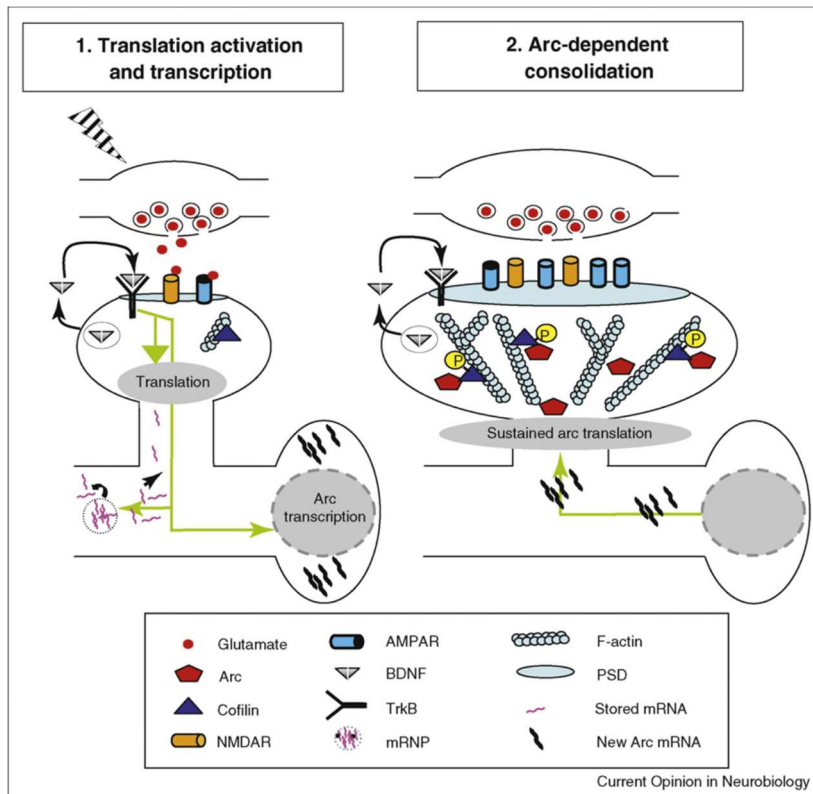 1. Translation activation
and transcription
2. Arc-dependent
consolidation
Translation
Arc
transcription
P
P
P
Sustained arc translation
Glutamate
AMPAR
F-actin
Arc
BDNF
PSD
Cofilin
TrkB
Stored mRNA
NMDAR
mRNP
New Arc mRNA
Current Opinion in Neurobiology